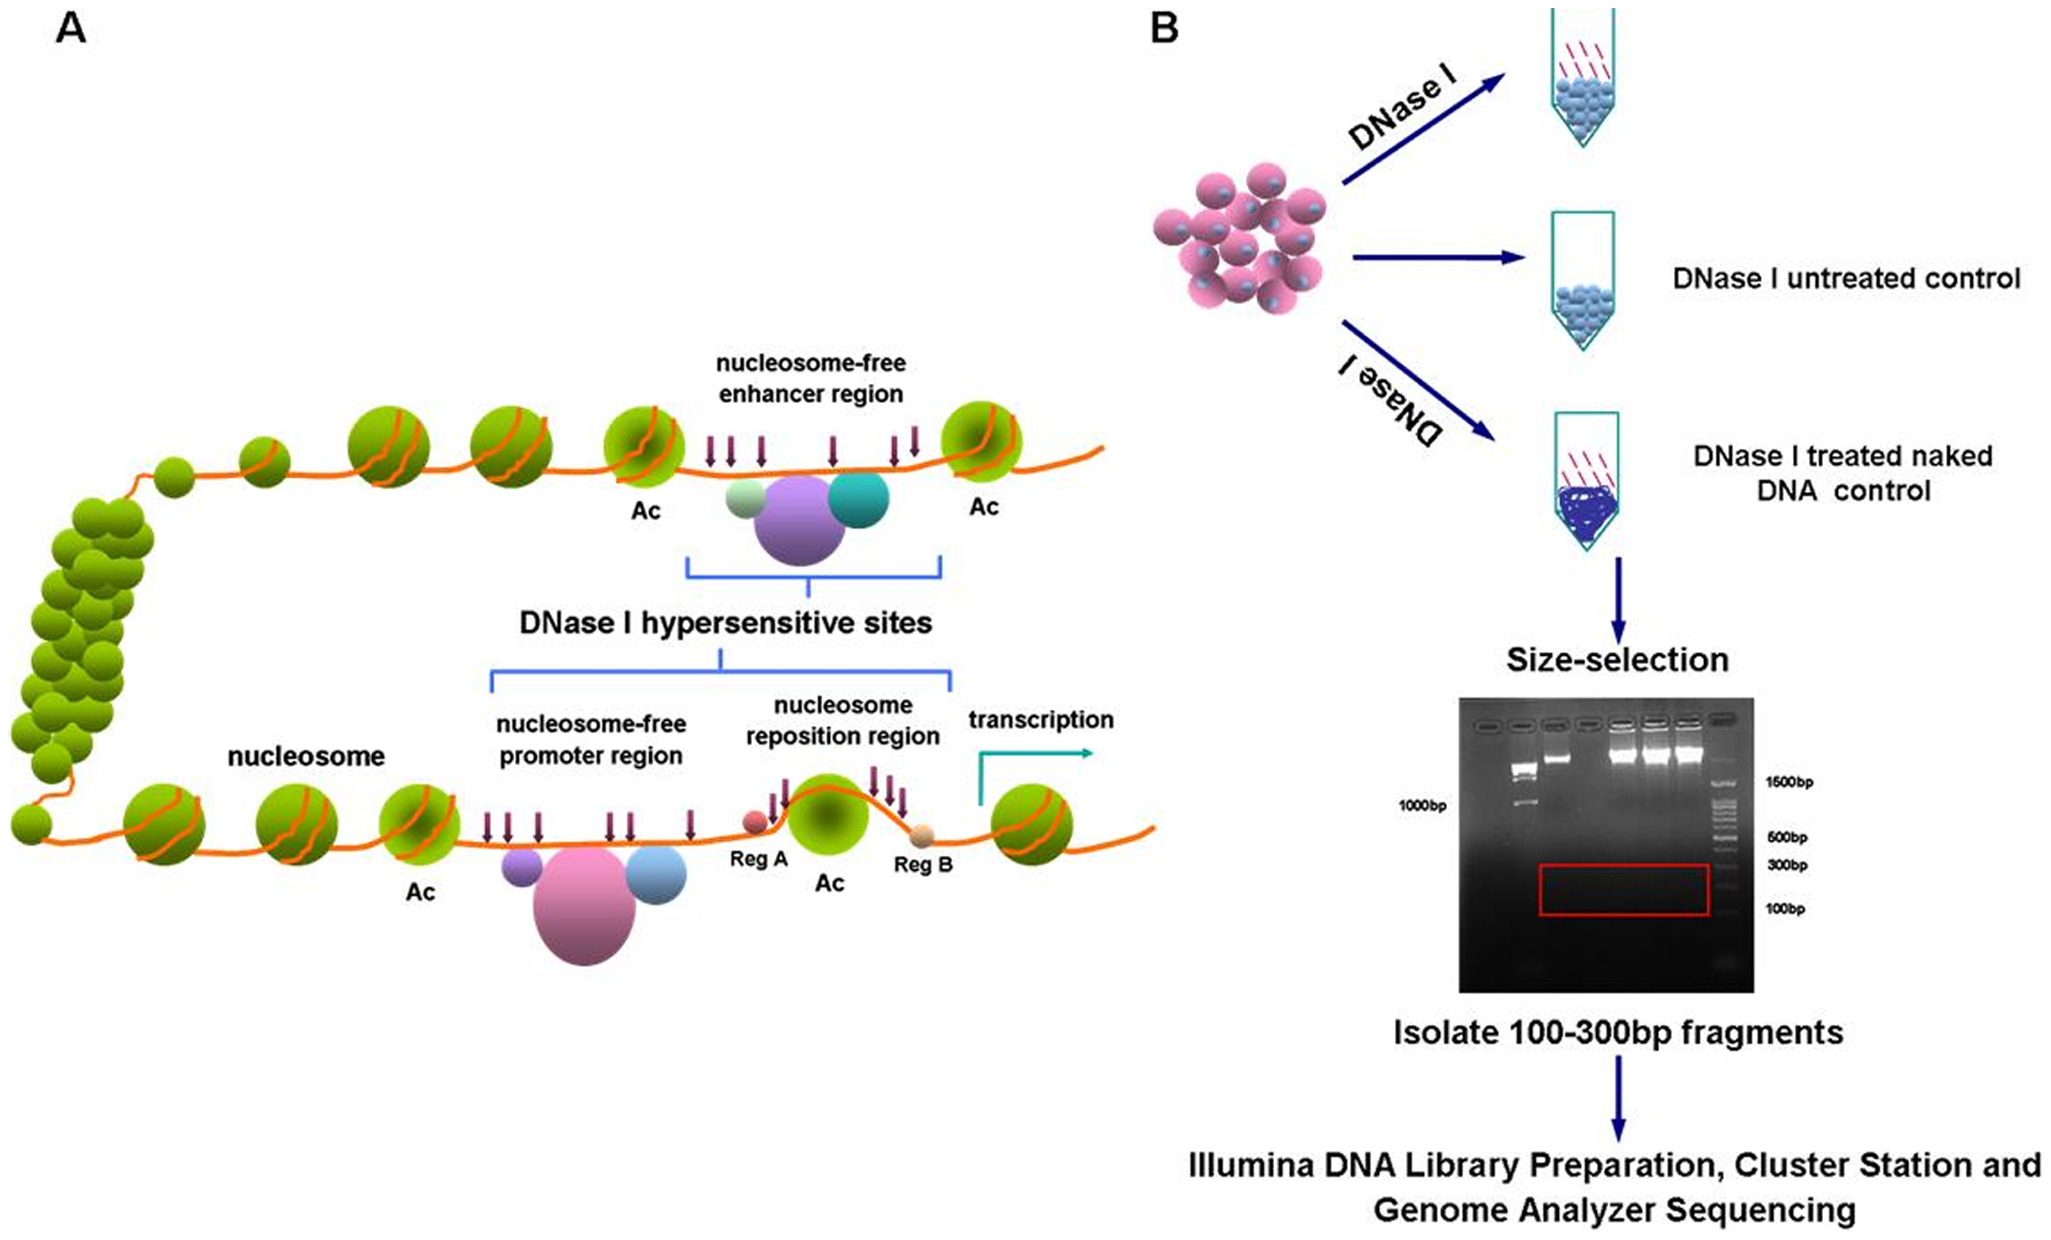 A
nucleosome-free
enhancer region
Ac
Ac
DNase I hypersensitive sites
nucleosome-free
promoter region
nucleosome
reposition region
transcription
nucleosome
Ac
Reg A
Ac
Reg B
B
DNase I
DNase I untreated control
DNase I
DNase I treated naked
DNA control
Size-selection
1000bp
1500bp
500bp
300bp
100bp
Isolate 100-300bp fragments
Illumina DNA Library Preparation, Cluster Station and
Genome Analyzer Sequencing